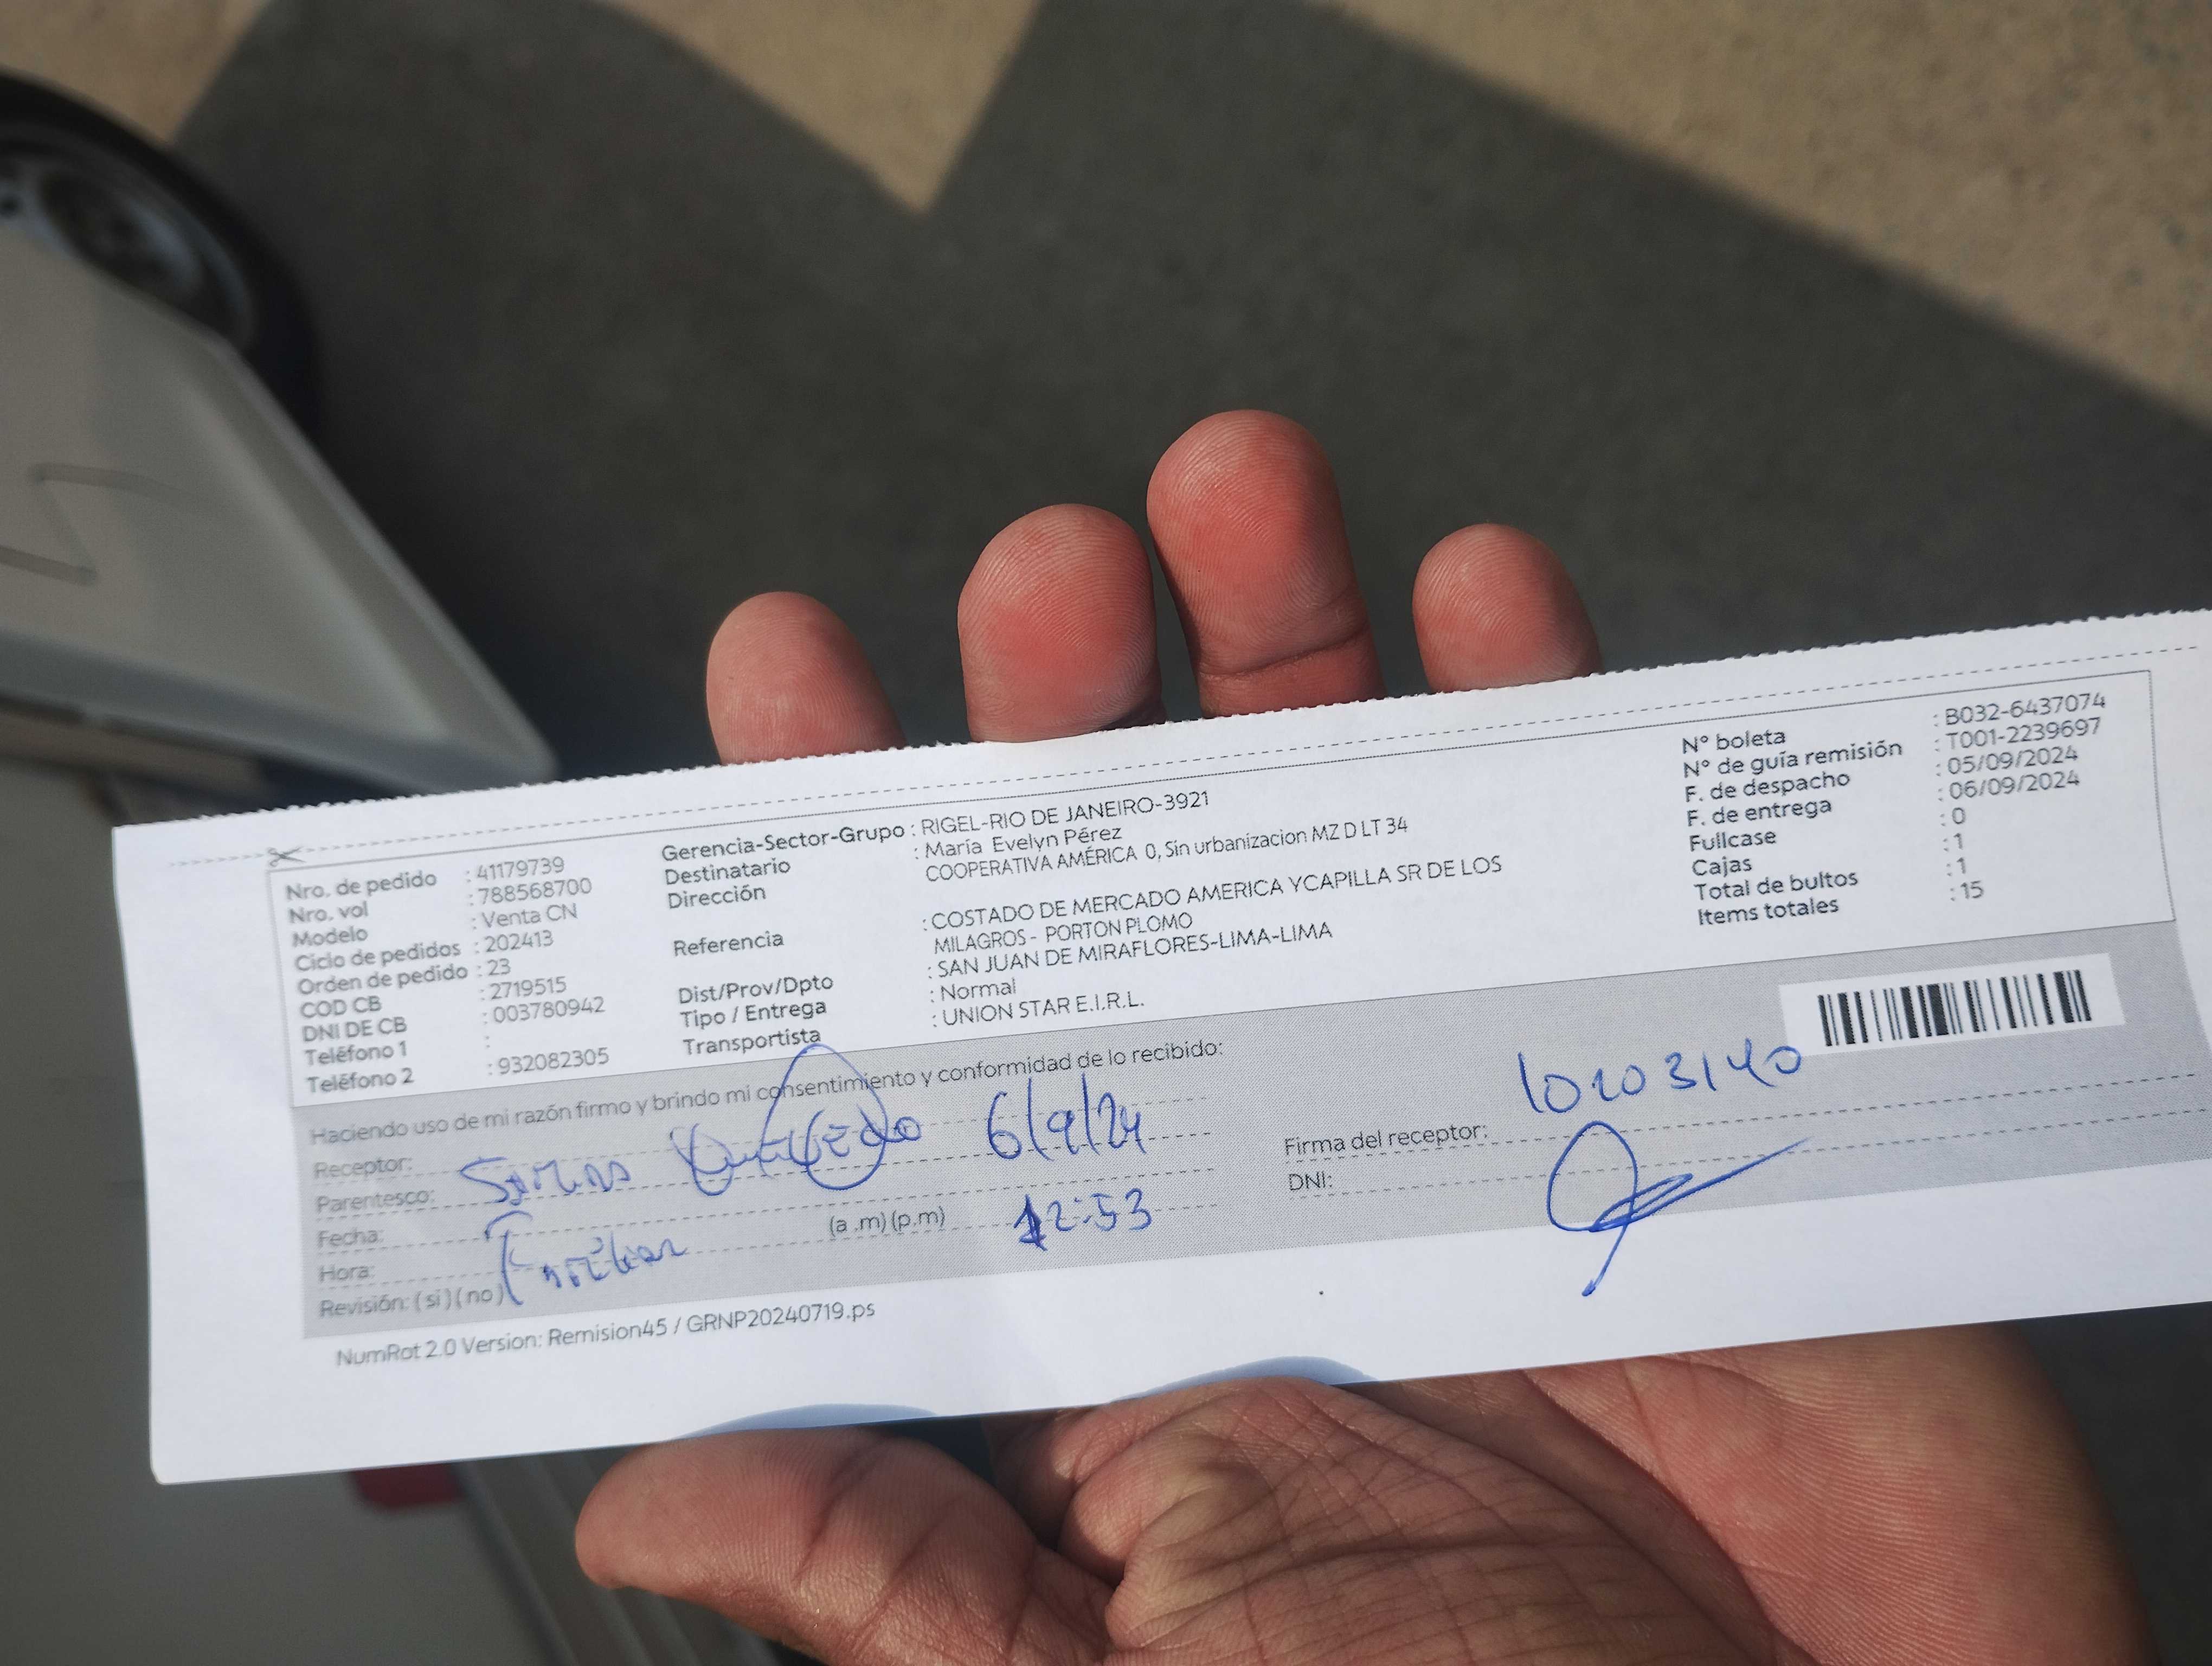 Nro. de pedido : 41179739
Nro. vol : 788568700
Modelo : Venta CN
Ciclo de pedidos : 202413
Orden de pedido : 23
COD CB : 2719515
DNI DE CB : 003780942
Teléfono 1 :
Teléfono 2 : 932082305
Gerencia-Sector-Grupo : RIGEL-RIO DE JANEIRO-3921
Destinatario : María Evelyn Pérez
Dirección COOPERATIVA AMÉRICA 0, Sin urbanizacion MZ D LT 34
Referencia : COSTADO DE MERCADO AMERICA YCAPILLA SR DE LOS
MILAGROS - PORTON PLOMO
Dist/Prov/Dpto : SAN JUAN DE MIRAFLORES-LIMA-LIMA
Tipo / Entrega : Normal
Transportista : UNION STAR E.I.R.L.
N° boleta : B032-6437074
N° de guía remisión : T001-2239697
F. de despacho : 05/09/2024
F. de entrega : 06/09/2024
Fullcase : 0
Cajas : 1
Total de bultos : 1
Items totales : 15
Haciendo uso de mi razón firmo y brindo mi consentimiento y conformidad de lo recibido:
Receptor:
Parentesco:
6/9/24
Fecha:
Hora: (a .m) (p.m) 12:53
Revisión: ( si ) ( no )
10203140
Firma del receptor:
DNI:
NumRot 2.0 Version: Remision45 / GRNP20240719.ps